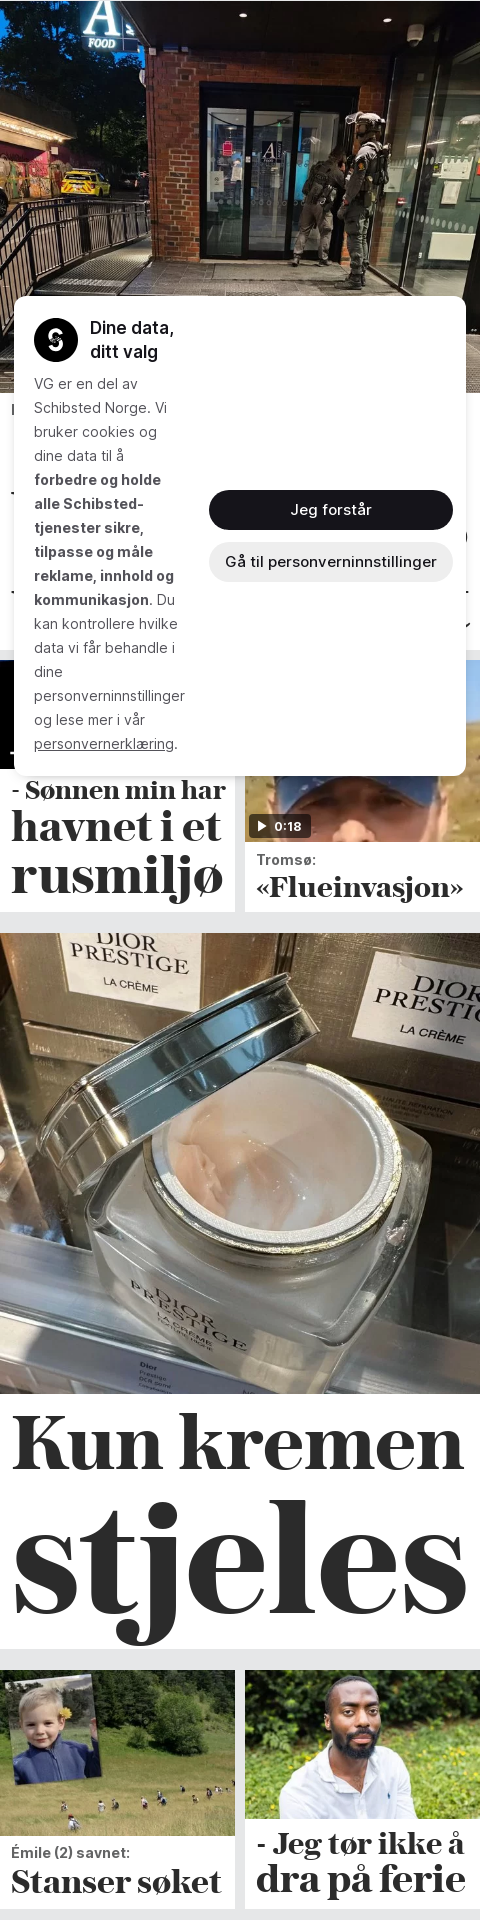 A
FOOD
A
Dine data,
ditt valg
VG er en del av
Schibsted Norge. Vi
bruker cookies og
dine data til å
forbedre og holde
alle Schibsted-
tjenester sikre,
tilpasse og måle
reklame, innhold og
kommunikasjon. Du
kan kontrollere hvilke
data vi får behandle i
dine
personverninnstillinger
og lese mer i vår
personvernerklæring.
Jeg forstår
Gå til personverninnstillinger
- Sønnen min har
havnet i et
rusmiljø
0:18
Tromsø:
«Flueinvasjon»
DIOR
PRESTIGE
LA CRÈME
DIOR
PRESTI
LA CRÈME
DIOR
PRESTIGE
LA CRÈME
Dior
Prestige
Kun kremen
stjeles
Émile (2) savnet:
Stanser søket
- Jeg tør ikke å
dra på ferie